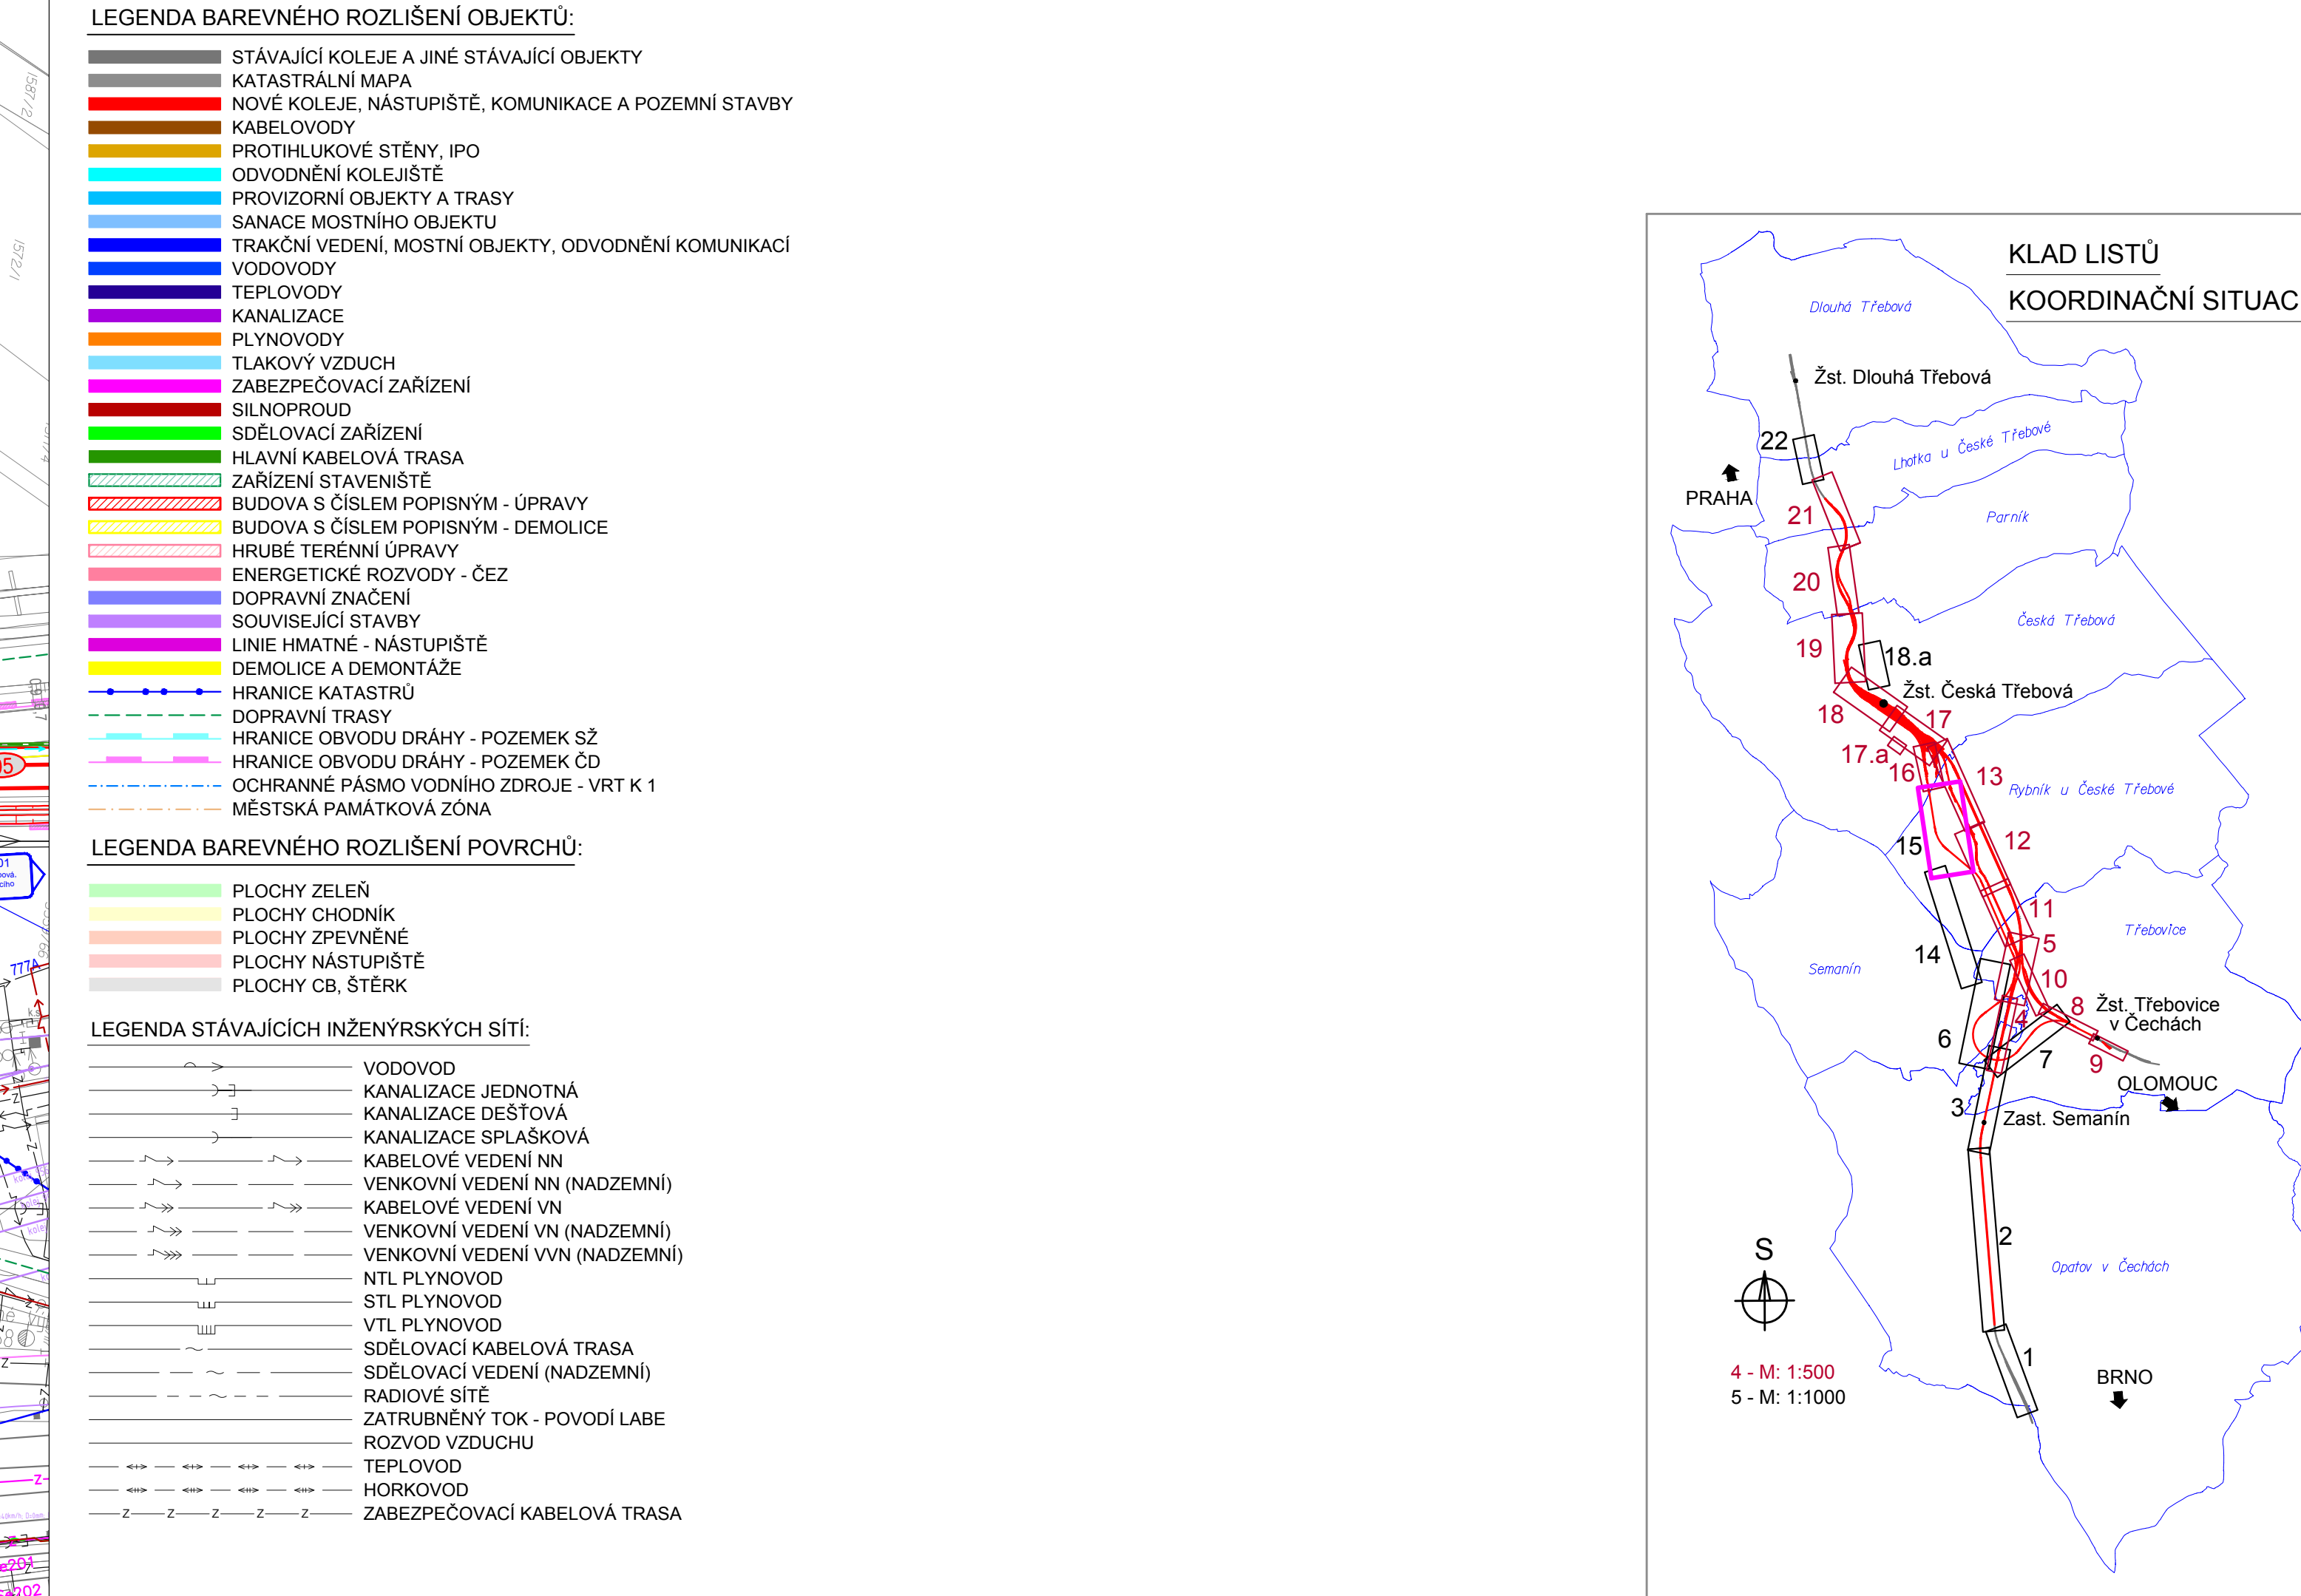 LEGENDA BAREVNÉHO ROZLIŠENÍ OBJEKTŮ:
STÁVAJÍCÍ KOLEJE A JINÉ STÁVAJÍCÍ OBJEKTY
KATASTRÁLNÍ MAPA
NOVÉ KOLEJE, NÁSTUPIŠTĚ, KOMUNIKACE A POZEMNÍ STAVBY
KABELOVODY
PROTIHLUKOVÉ STĚNY, IPO
ODVODNĚNÍ KOLEJIŠTĚ
PROVIZORNÍ OBJEKTY A TRASY
SANACE MOSTNÍHO OBJEKTU
TRAKČNÍ VEDENÍ, MOSTNÍ OBJEKTY, ODVODNĚNÍ KOMUNIKACÍ
VODOVODY
TEPLOVODY
KANALIZACE
PLYNOVODY
TLAKOVÝ VZDUCH
ZABEZPEČOVACÍ ZAŘÍZENÍ
SILNOPROUD
SDĚLOVACÍ ZAŘÍZENÍ
HLAVNÍ KABELOVÁ TRASA
ZAŘÍZENÍ STAVENIŠTĚ
BUDOVA S ČÍSLEM POPISNÝM - ÚPRAVY
BUDOVA S ČÍSLEM POPISNÝM - DEMOLICE
HRUBÉ TERÉNNÍ ÚPRAVY
ENERGETICKÉ ROZVODY - ČEZ
DOPRAVNÍ ZNAČENÍ
SOUVISEJÍCÍ STAVBY
LINIE HMATNÉ - NÁSTUPIŠTĚ
DEMOLICE A DEMONTÁŽE
HRANICE KATASTRŮ
DOPRAVNÍ TRASY
HRANICE OBVODU DRÁHY - POZEMEK SŽ
HRANICE OBVODU DRÁHY - POZEMEK ČD
OCHRANNÉ PÁSMO VODNÍHO ZDROJE - VRT K 1
MĚSTSKÁ PAMÁTKOVÁ ZÓNA
LEGENDA BAREVNÉHO ROZLIŠENÍ POVRCHŮ:
PLOCHY ZELEŇ
PLOCHY CHODNÍK
PLOCHY ZPEVNĚNÉ
PLOCHY NÁSTUPIŠTĚ
PLOCHY CB, ŠTĚRK
LEGENDA STÁVAJÍCÍCH INŽENÝRSKÝCH SÍTÍ:
VODOVOD
KANALIZACE JEDNOTNÁ
KANALIZACE DEŠŤOVÁ
KANALIZACE SPLAŠKOVÁ
KABELOVÉ VEDENÍ NN
VENKOVNÍ VEDENÍ NN (NADZEMNÍ)
KABELOVÉ VEDENÍ VN
VENKOVNÍ VEDENÍ VN (NADZEMNÍ)
VENKOVNÍ VEDENÍ VVN (NADZEMNÍ)
NTL PLYNOVOD
STL PLYNOVOD
VTL PLYNOVOD
SDĚLOVACÍ KABELOVÁ TRASA
SDĚLOVACÍ VEDENÍ (NADZEMNÍ)
RADIOVÉ SÍTĚ
ZATRUBNĚNÝ TOK - POVODÍ LABE
ROZVOD VZDUCHU
TEPLOVOD
HORKOVOD
Z Z Z Z Z ZABEZPEČOVACÍ KABELOVÁ TRASA
1587/2
1572/1
777A
KLAD LISTŮ
KOORDINAČNÍ SITUAC
Dlouhá Třebová
Žst. Dlouhá Třebová
22
Lhotka u České Třebové
PRAHA
21
Parník
20
Česká Třebová
19
18.a
Žst. Česká Třebová
18
17
17.a
16
13
Rybník u České Třebové
15
12
11
Třebovice
5
14
Semanín
10
8
Žst. Třebovice
v Čechách
4
6
7
9
OLOMOUC
3
Zast. Semanín
2
S
Opatov v Čechách
1
4 - M: 1:500
5 - M: 1:1000
BRNO